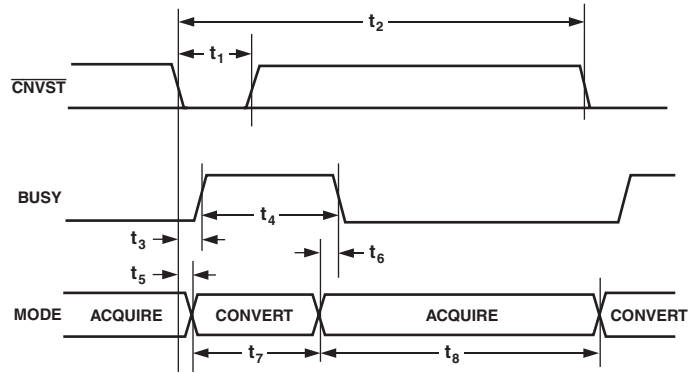 t2
t1
CNVST
BUSY
t4
t3
t6
t5
MODE ACQUIRE CONVERT ACQUIRE CONVERT
t7 t8